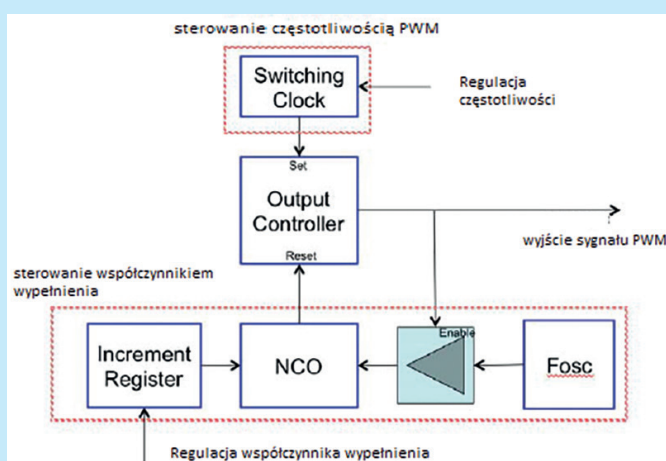 sterowanie częstotliwością PWM
Switching
Clock
Regulacja
częstotliwości
Set
Output
Controller
Reset
wyjście sygnału PWM
sterowanie współczynnikiem
wypełnienia
Increment
Register
NCO
Enable
Fosc
Regulacja współczynnika wypełnienia